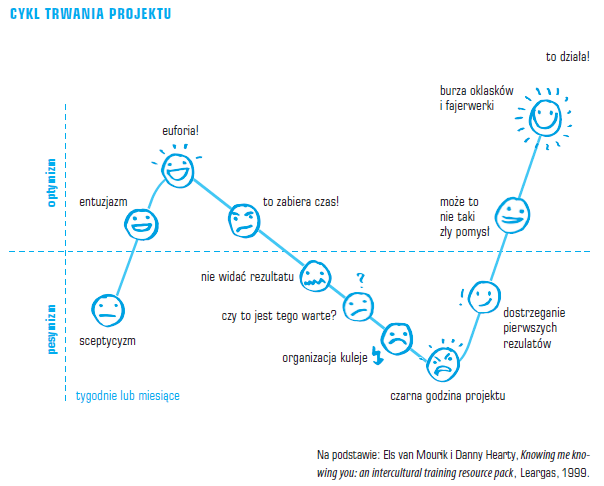 CYKL TRWANIA PROJEKTU
to działa!
burza oklasków
i fajerwerki
euforia!
optymizm
entuzjazm
to zabiera czas!
może to
nie taki
zły pomysł
nie widać rezultatu
?
czy to jest tego warte?
!
dostrzeganie
pierwszych
rezulatów
pesymizm
sceptycyzm
organizacja kuleje
tygodnie lub miesiące
czarna godzina projektu
Na podstawie: Els van Mourik i Danny Hearty, Knowing me kno-
wing you: an intercultural training resource pack, Leargas, 1999.